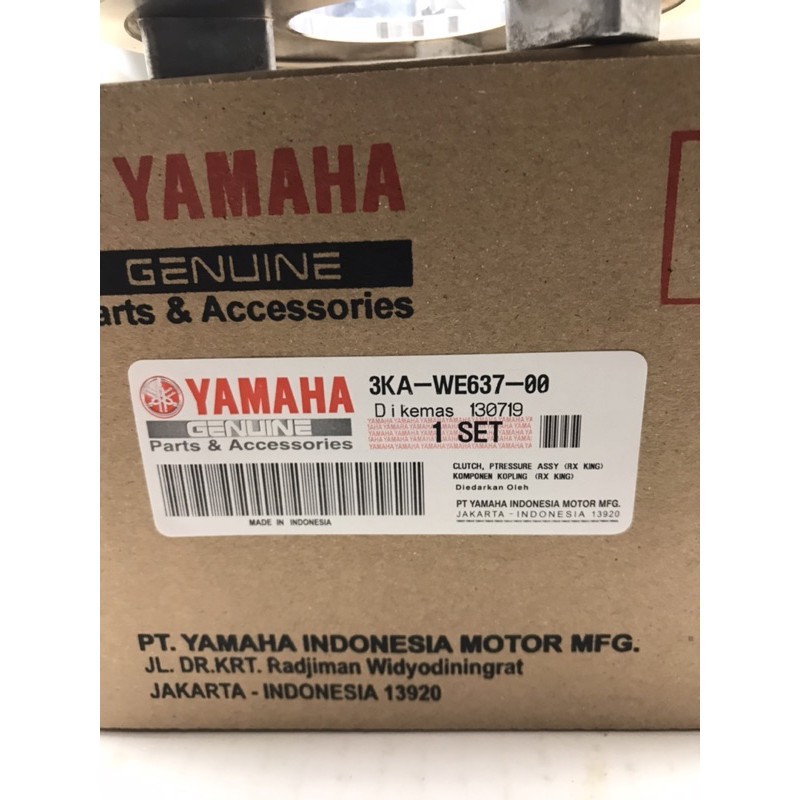 YAMAHA
GENUINE
arts & Accessories
YAMAHA
GENUINE
Parts & Accessories
MADE IN INDONESIA
3KA-WE637-00
Dikemas 130719
1 SET
CLUTCH, PTRESSURE ASSY (RX KING)
KOMPONEN KOPLING (RX KING)
Diedarkan Oleh
PT YAMAHA INDONESIA MOTOR MFG.
JAKARTA - INDONESIA 13920
PT. YAMAHA INDONESIA MOTOR MFG.
JL. DR.KRT. Radjiman Widyodiningrat
JAKARTA - INDONESIA 13920